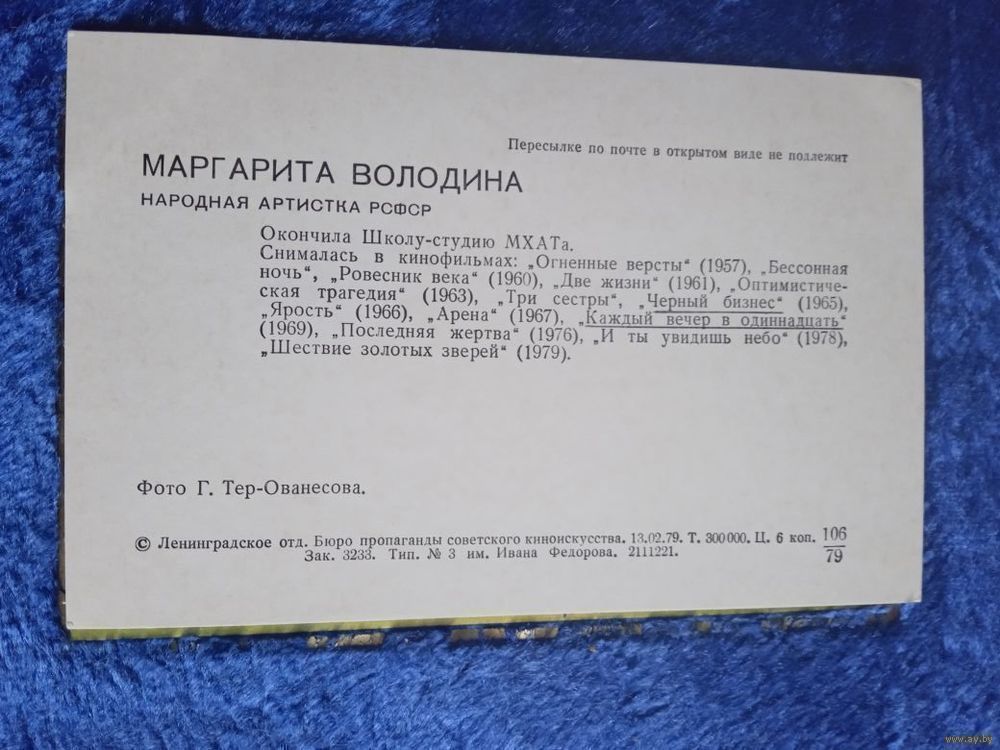 Пересылке по почте в открытом виде не подлежит
МАРГАРИТА ВОЛОДИНА
НАРОДНАЯ АРТИСТКА РСФСР
Окончила Школу-студию МХАТа.
Снималась в кинофильмах: „Огненные версты“ (1957), „Бессонная
ночь“, „Ровесник века“ (1960), „Две жизни“ (1961), „Оптимистиче-
ская трагедия“ (1963), „Три сестры“, „Черный бизнес“ (1965),
„Ярость“ (1966), „Арена“ (1967), „Каждый вечер в одиннадцать“
(1969), „Последняя жертва“ (1976), „И ты увидишь небо“ (1978),
„Шествие золотых зверей“ (1979).
Фото Г. Тер-Ованесова.
© Ленинградское отд. Бюро пропаганды советского киноискусства. 13.02.79. Т. 300000. Ц. 6 коп. 106/79
Зак. 3233. Тип. № 3 им. Ивана Федорова. 2111221.
www.ay.by